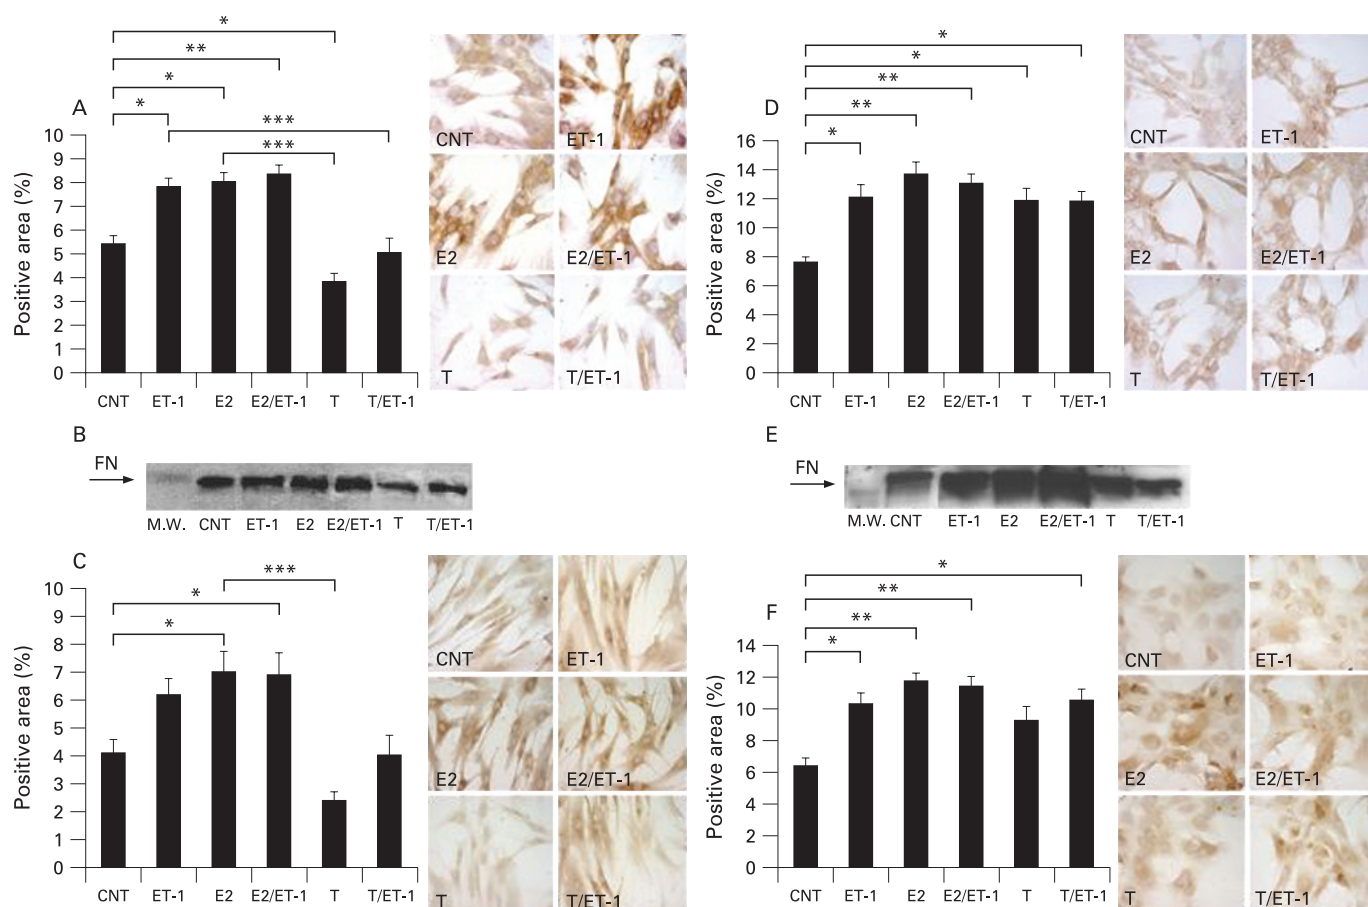 A
*
**
*
*
***
***
Positive area (%)
10
9
8
7
6
5
4
3
2
1
0
CNT ET-1 E2 E2/ET-1 T T/ET-1
CNT ET-1
E2 E2/ET-1
T T/ET-1
B
FN
M.W. CNT ET-1 E2 E2/ET-1 T T/ET-1
C
***
*
*
Positive area (%)
10
9
8
7
6
5
4
3
2
1
0
CNT ET-1 E2 E2/ET-1 T T/ET-1
CNT ET-1
E2 E2/ET-1
T T/ET-1
D
*
*
**
**
*
Positive area (%)
16
14
12
10
8
6
4
2
0
CNT ET-1 E2 E2/ET-1 T T/ET-1
CNT ET-1
E2 E2/ET-1
T T/ET-1
E
FN
M.W. CNT ET-1 E2 E2/ET-1 T T/ET-1
F
*
**
**
*
Positive area (%)
14
12
10
8
6
4
2
0
CNT ET-1 E2 E2/ET-1 T T/ET-1
CNT ET-1
E2 E2/ET-1
T T/ET-1